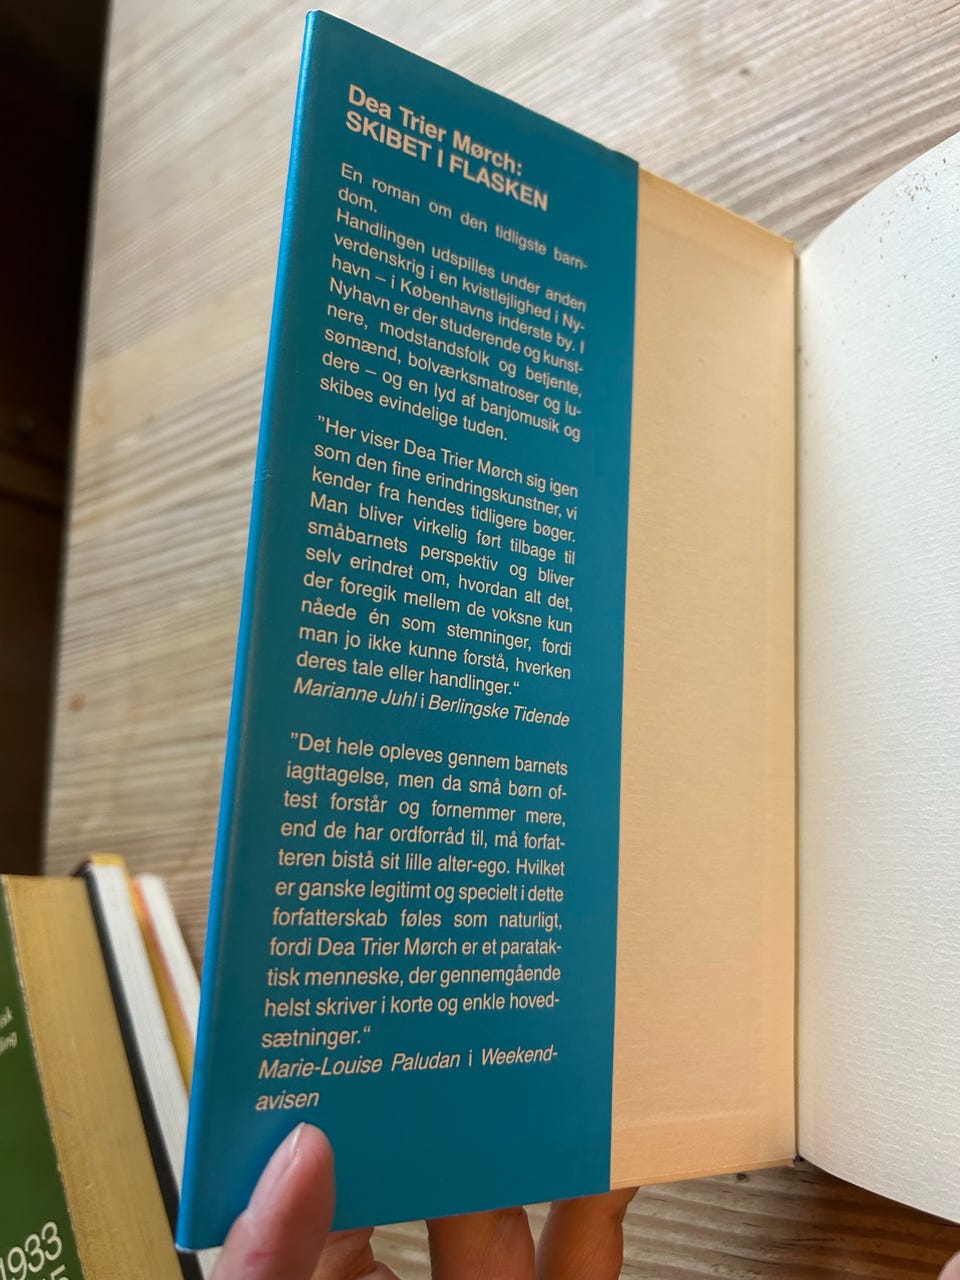 Dea Trier Mørch:
SKIBET I FLASKEN
En roman om den tidligste barn-
dom.
Handlingen udspilles under anden
verdenskrig i en kvistlejlighed i Ny-
havn – i Københavns inderste by. I
Nyhavn er der studerende og kunst-
nere, modstandsfolk og betjente,
sømænd, bolværksmatroser og lu-
dere – og en lyd af banjomusik og
skibes evindelige tuden.
”Her viser Dea Trier Mørch sig igen
som den fine erindringskunstner, vi
kender fra hendes tidligere bøger.
Man bliver virkelig ført tilbage til
småbarnets perspektiv og bliver
selv erindret om, hvordan alt det,
der foregik mellem de voksne kun
nåede én som stemninger, fordi
man jo ikke kunne forstå, hverken
deres tale eller handlinger.“
Marianne Juhl i Berlingske Tidende
”Det hele opleves gennem barnets
iagttagelse, men da små børn of-
test forstår og fornemmer mere,
end de har ordforråd til, må forfat-
teren bistå sit lille alter-ego. Hvilket
er ganske legitimt og specielt i dette
forfatterskab føles som naturligt,
fordi Dea Trier Mørch er et paratak-
tisk menneske, der gennemgående
helst skriver i korte og enkle hoved-
sætninger.“
Marie-Louise Paludan i Weekend-
avisen
1933